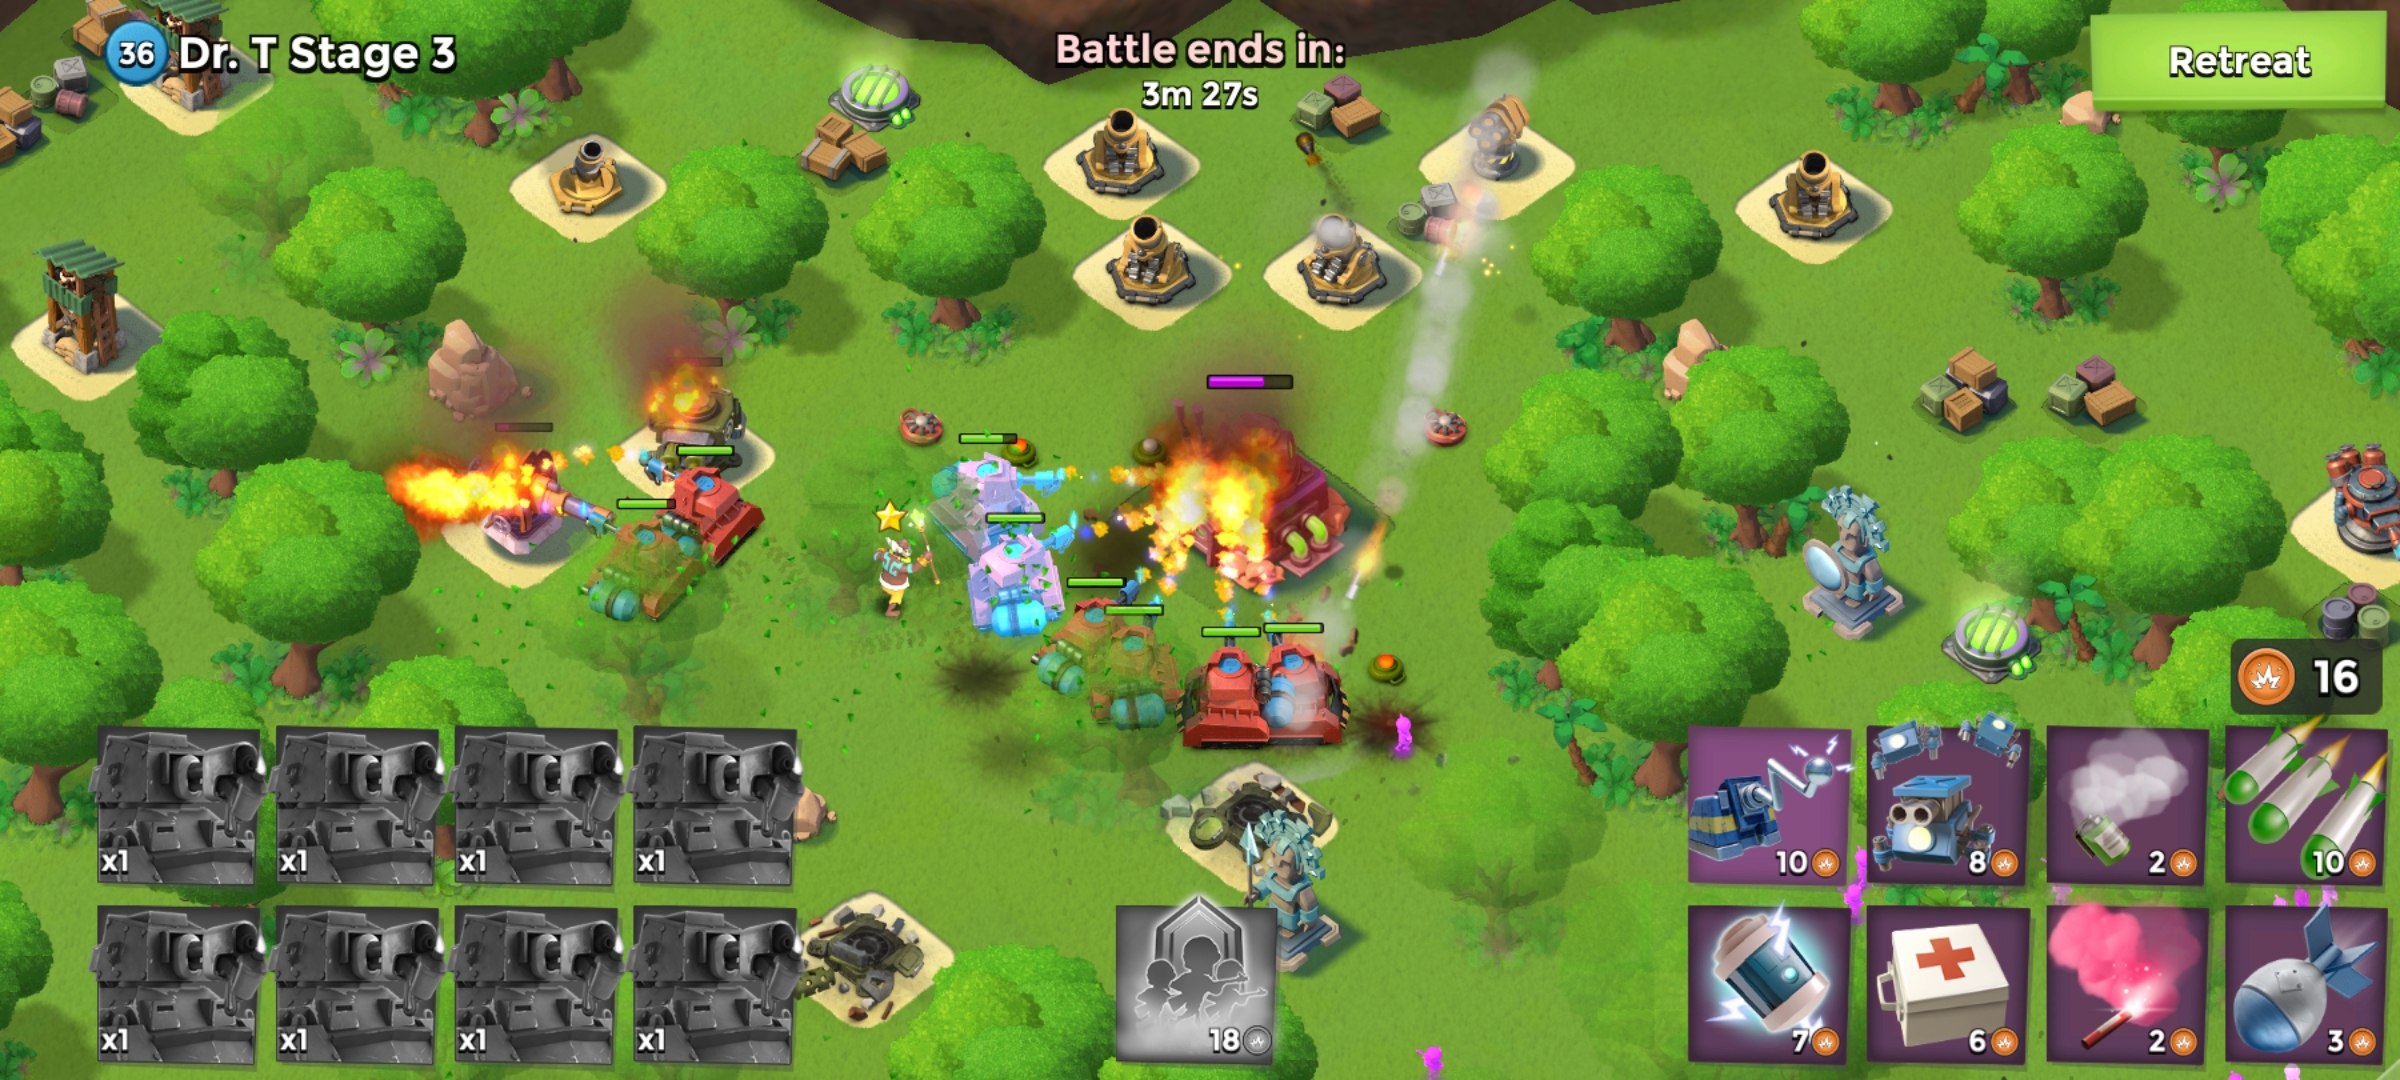 36 Dr. T Stage 3
Battle ends in:
3m 27s
Retreat
16
x1 x1 x1 x1
10 8 2 10
x1 x1 x1 x1
18
7 6 2 3